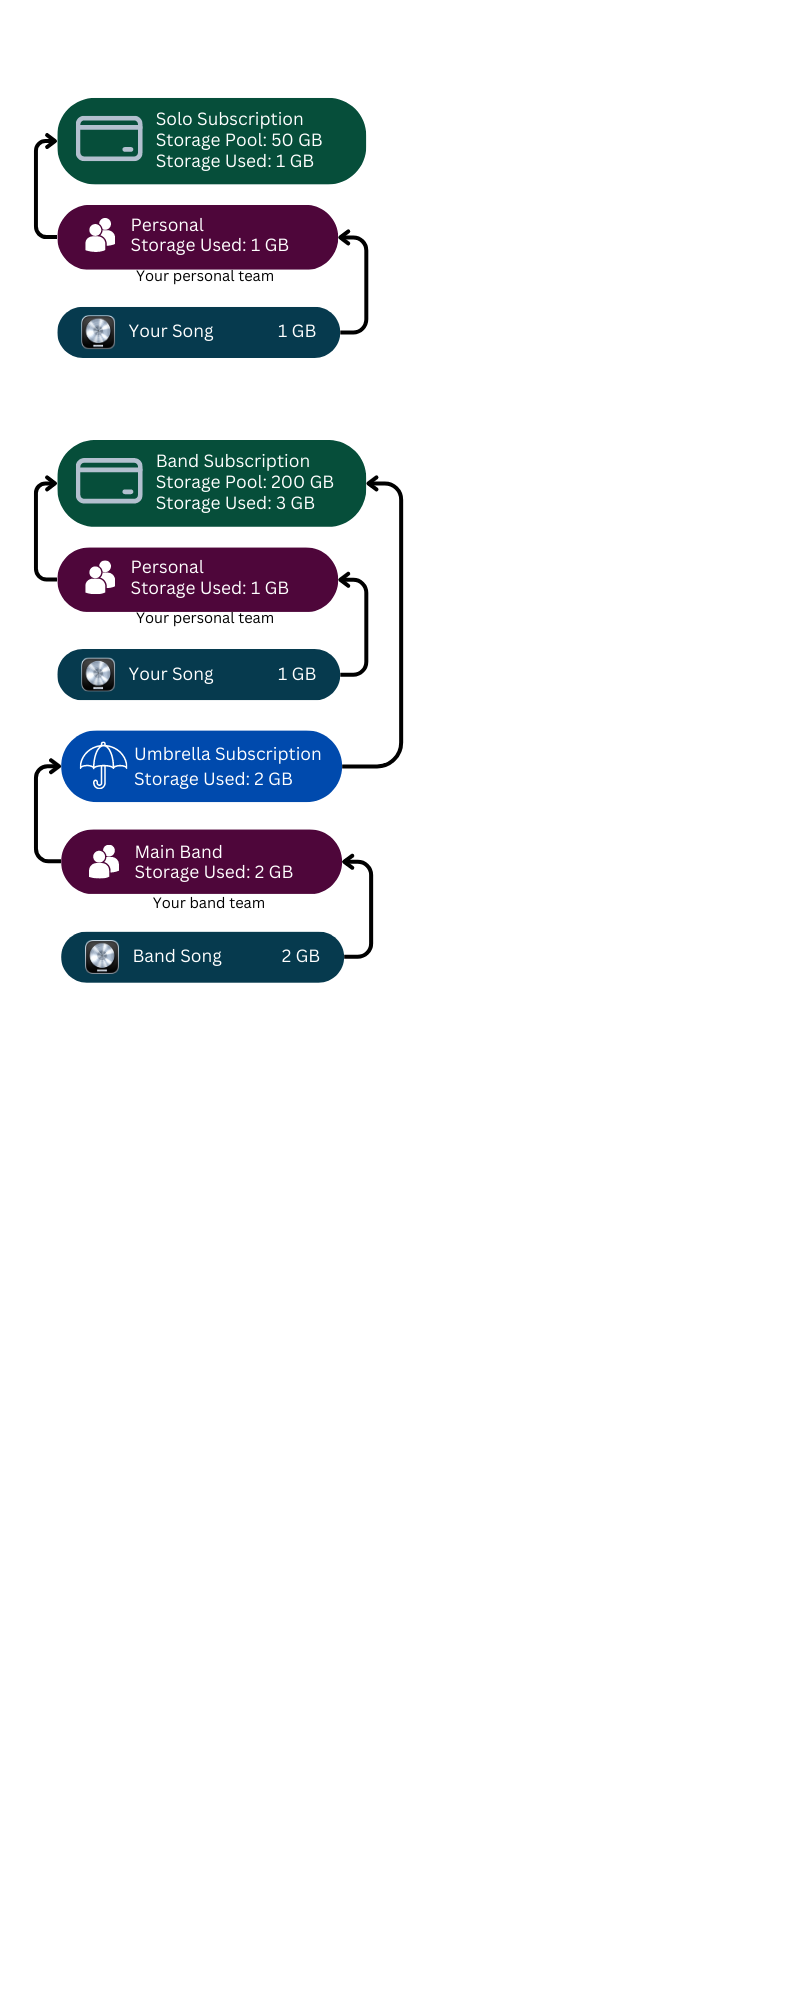 Solo Subscription
Storage Pool: 50 GB
Storage Used: 1 GB
Personal
Storage Used: 1 GB
Your personal team
Your Song 1 GB
Band Subscription
Storage Pool: 200 GB
Storage Used: 3 GB
Personal
Storage Used: 1 GB
Your personal team
Your Song 1 GB
Umbrella Subscription
Storage Used: 2 GB
Main Band
Storage Used: 2 GB
Your band team
Band Song 2 GB